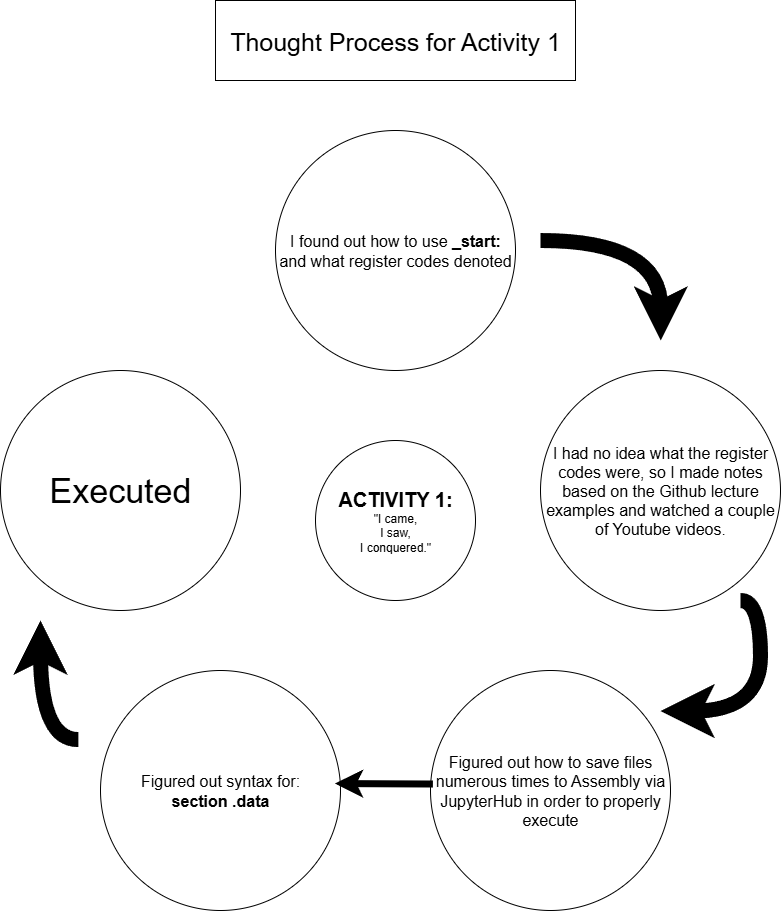 Thought Process for Activity 1
I found out how to use _start:
and what register codes denoted
I had no idea what the register
codes were, so I made notes
based on the Github lecture
examples and watched a couple
of Youtube videos.
Figured out how to save files
numerous times to Assembly via
JupyterHub in order to properly
execute
Figured out syntax for:
section .data
Executed
ACTIVITY 1:
"I came,
I saw,
I conquered."